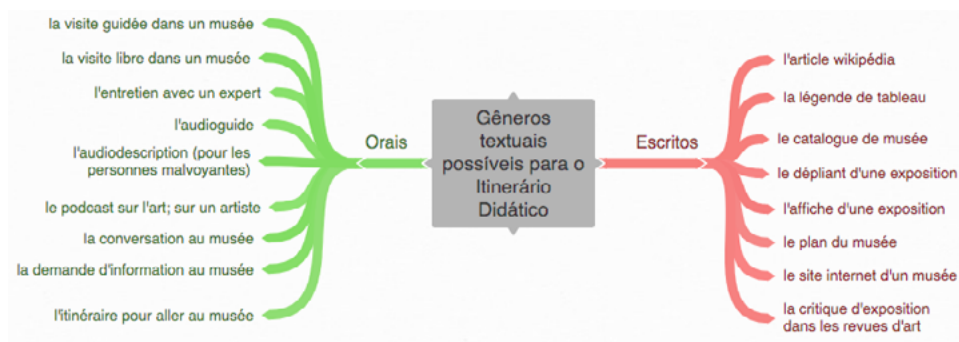 la visite guidée dans un musée
la visite libre dans un musée
l'entretien avec un expert
l'audioguide
l'audiodescription (pour les
personnes malvoyantes)
le podcast sur l'art; sur un artiste
la conversation au musée
la demande d'information au musée
l'itinéraire pour aller au musée
Orais
Gêneros
textuais
possíveis para o
Itinerário
Didático
Escritos
l'article wikipédia
la légende de tableau
le catalogue de musée
le dépliant d'une exposition
l'affiche d'une exposition
le plan du musée
le site internet d'un musée
la critique d'exposition
dans les revues d'art